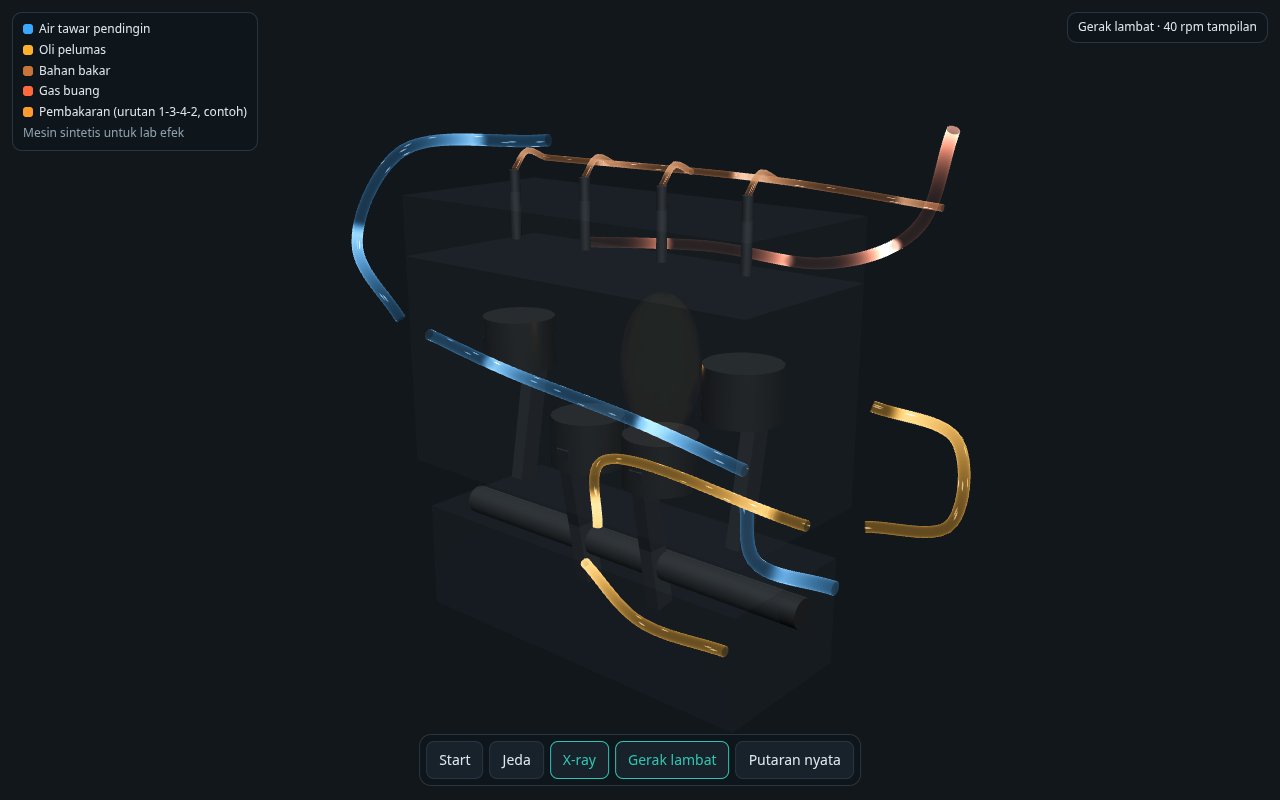 Air tawar pendingin
Oli pelumas
Bahan bakar
Gas buang
Pembakaran (urutan 1-3-4-2, contoh)
Mesin sintetis untuk lab efek
Gerak lambat · 40 rpm tampilan
Start
Jeda
X-ray
Gerak lambat
Putaran nyata